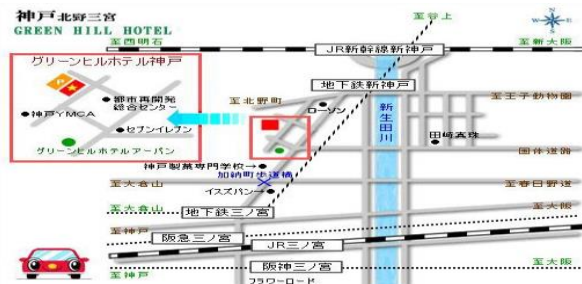 神戸北野三宮
GREEN HILL HOTEL
至谷上
至西明石
JR新幹線新神戸
至新大阪
グリーンヒルホテル神戸
P
地下鉄新神戸
都市再開発
総合センター
至北野町
ローソン
至王子動物園
神戸YMCA
新生田川
セブンイレブン
田崎真珠
グリーンヒルホテルアーバン
国体道路
神戸製菓専門学校
加納町歩道橋
至大倉山
イスズパン
至春日野道
至大倉山
地下鉄三ノ宮
至大阪
至神戸
阪急三ノ宮
JR三ノ宮
阪神三ノ宮
至大阪
至神戸
フラワーロード